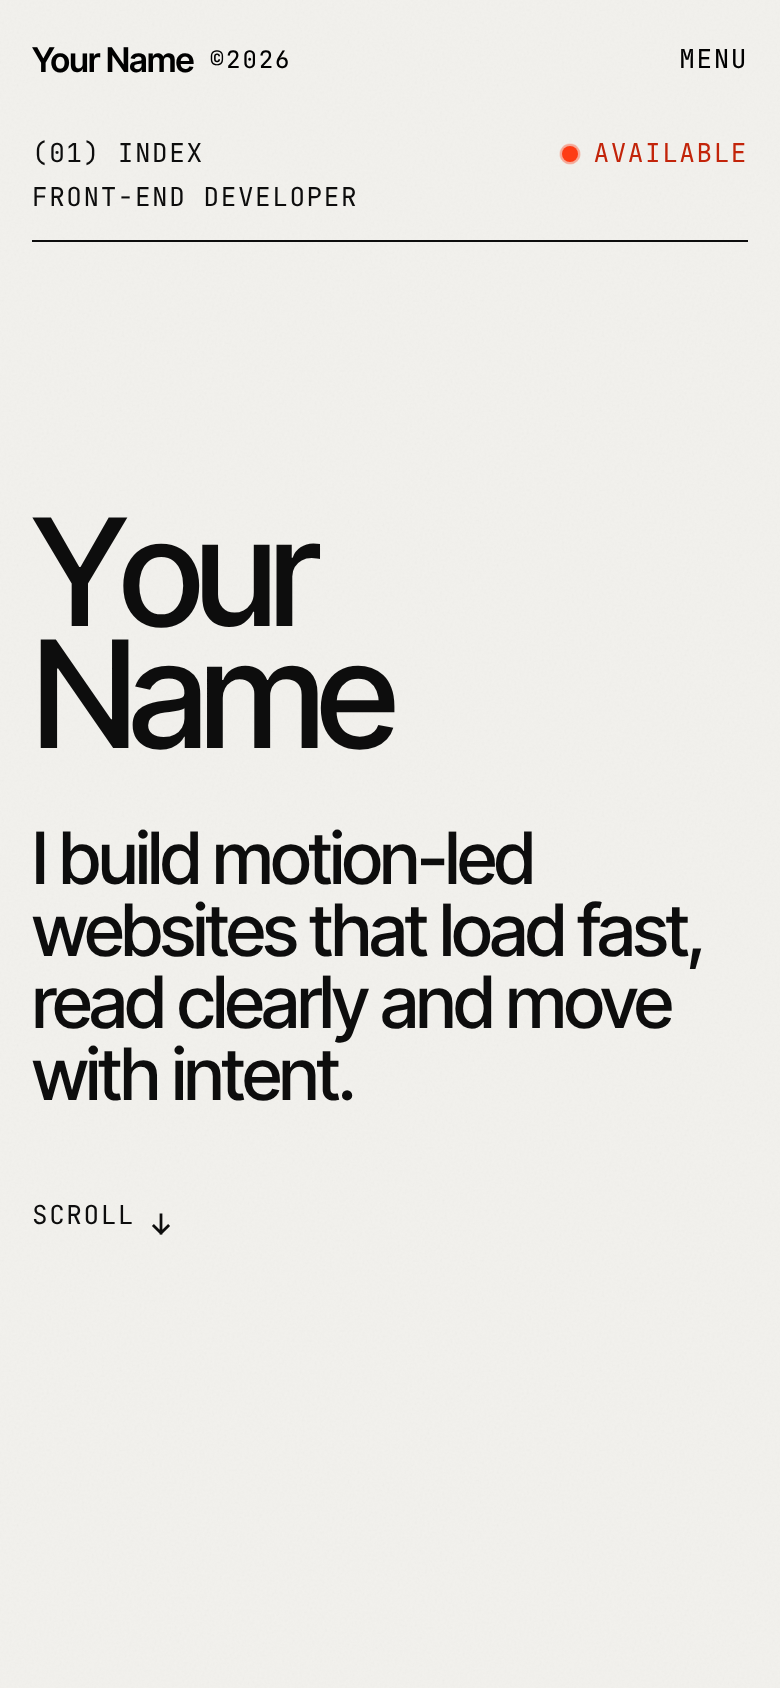 Your Name ©2026
MENU
(01) INDEX
AVAILABLE
FRONT-END DEVELOPER
Your
Name
I build motion-led
websites that load fast,
read clearly and move
with intent.
SCROLL ↓